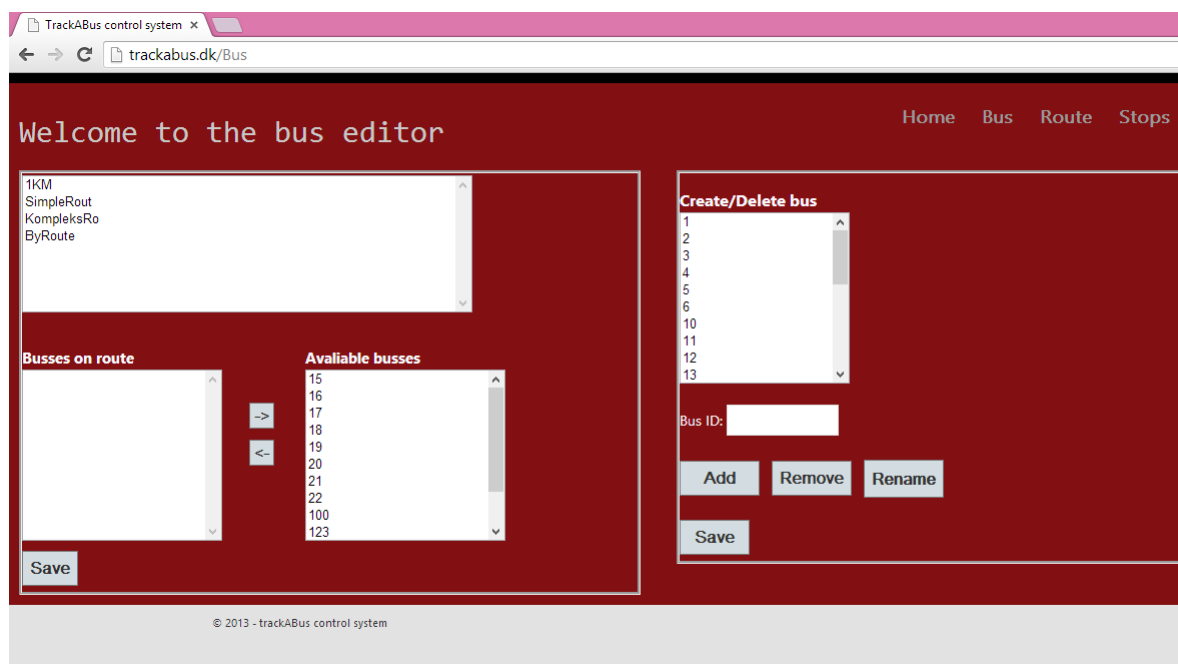 TrackABus control system ×
trackabus.dk/Bus
Welcome to the bus editor
Home Bus Route Stops
1KM
SimpleRout
KompleksRo
ByRoute
Busses on route
Avaliable busses
15
16
17
18
19
20
21
22
100
123
->
<-
Save
Create/Delete bus
1
2
3
4
5
6
10
11
12
13
Bus ID:
Add Remove Rename
Save
© 2013 - trackABus control system